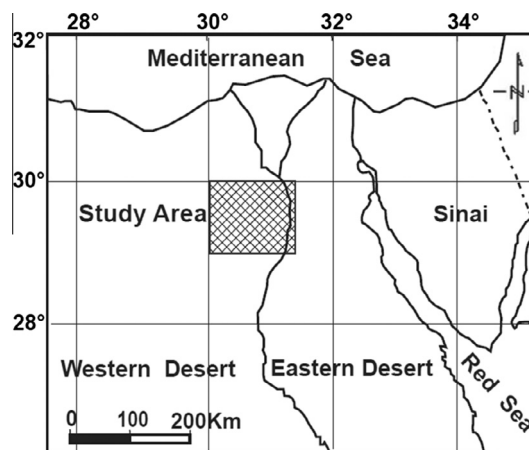 28° 30° 32° 34°
32°
Mediterranean Sea
N
30°
Study Area
Sinai
28°
Western Desert Eastern Desert
Red Sea
0 100 200Km